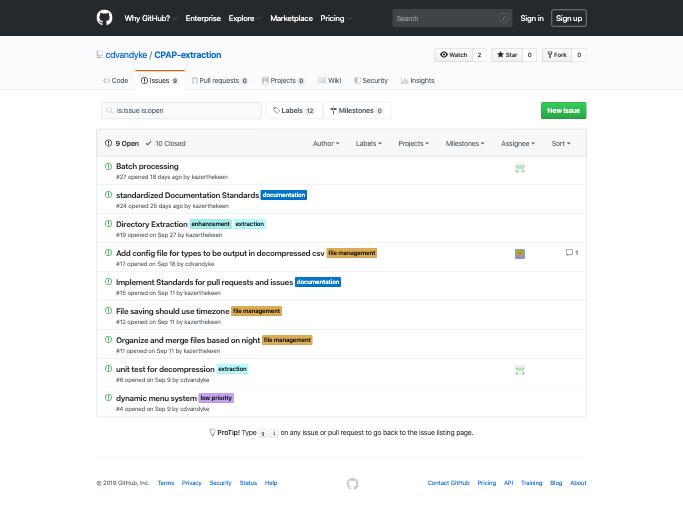 Why GitHub? Enterprise Explore Marketplace Pricing Search / Sign in Sign up
cdvandyke / CPAP-extraction Watch 2 Star 0 Fork 0
Code Issues 9 Pull requests 0 Projects 0 Wiki Security Insights
is:issue is:open Labels 12 Milestones 0 New issue
9 Open 10 Closed Author Labels Projects Milestones Assignee Sort
Batch processing
#27 opened 18 days ago by kazerthekeen
standardized Documentation Standards documentation
#24 opened 25 days ago by kazerthekeen
Directory Extraction enhancement extraction
#19 opened on Sep 27 by kazerthekeen
Add config file for types to be output in decompressed csv file management 1
#17 opened on Sep 18 by cdvandyke
Implement Standards for pull requests and issues documentation
#15 opened on Sep 11 by kazerthekeen
File saving should use timezone file management
#12 opened on Sep 11 by kazerthekeen
Organize and merge files based on night file management
#11 opened on Sep 11 by kazerthekeen
unit test for decompression extraction
#6 opened on Sep 9 by cdvandyke
dynamic menu system low priority
#4 opened on Sep 9 by cdvandyke
ProTip! Type g i on any issue or pull request to go back to the issue listing page.
© 2019 GitHub, Inc. Terms Privacy Security Status Help Contact GitHub Pricing API Training Blog About